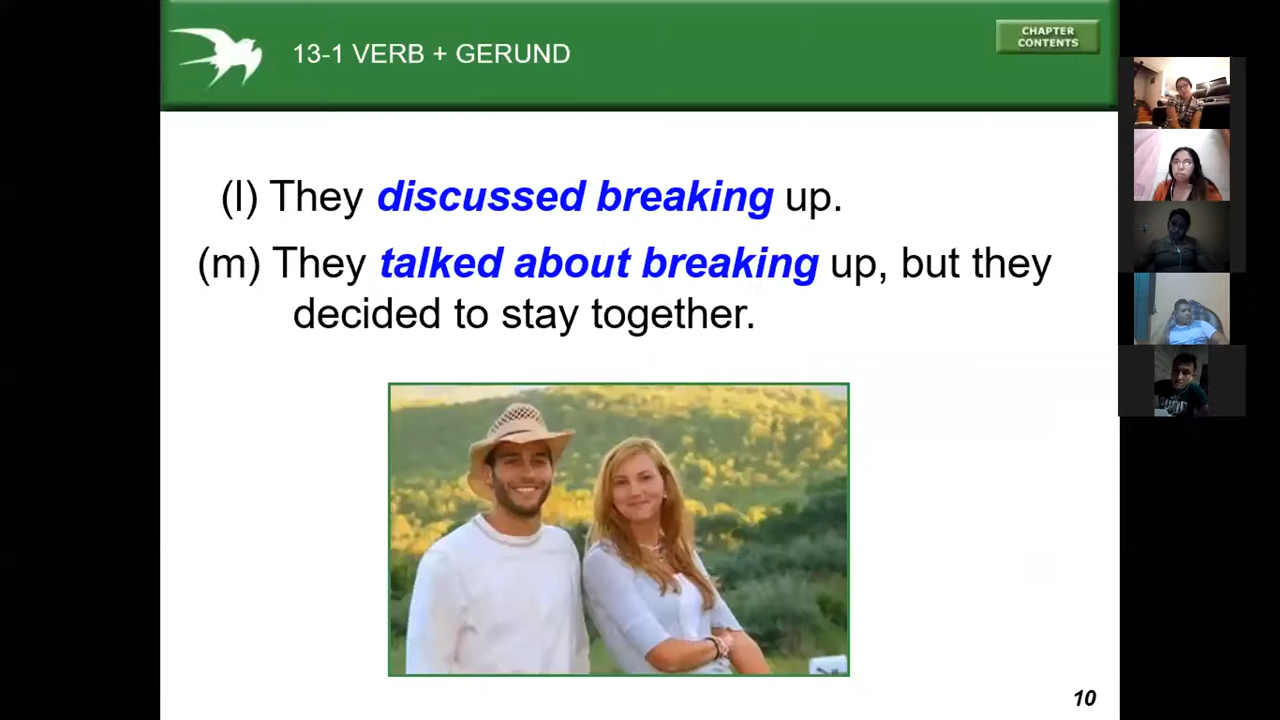 13-1 VERB + GERUND
CHAPTER
CONTENTS
(l) They discussed breaking up.
(m) They talked about breaking up, but they
decided to stay together.
10